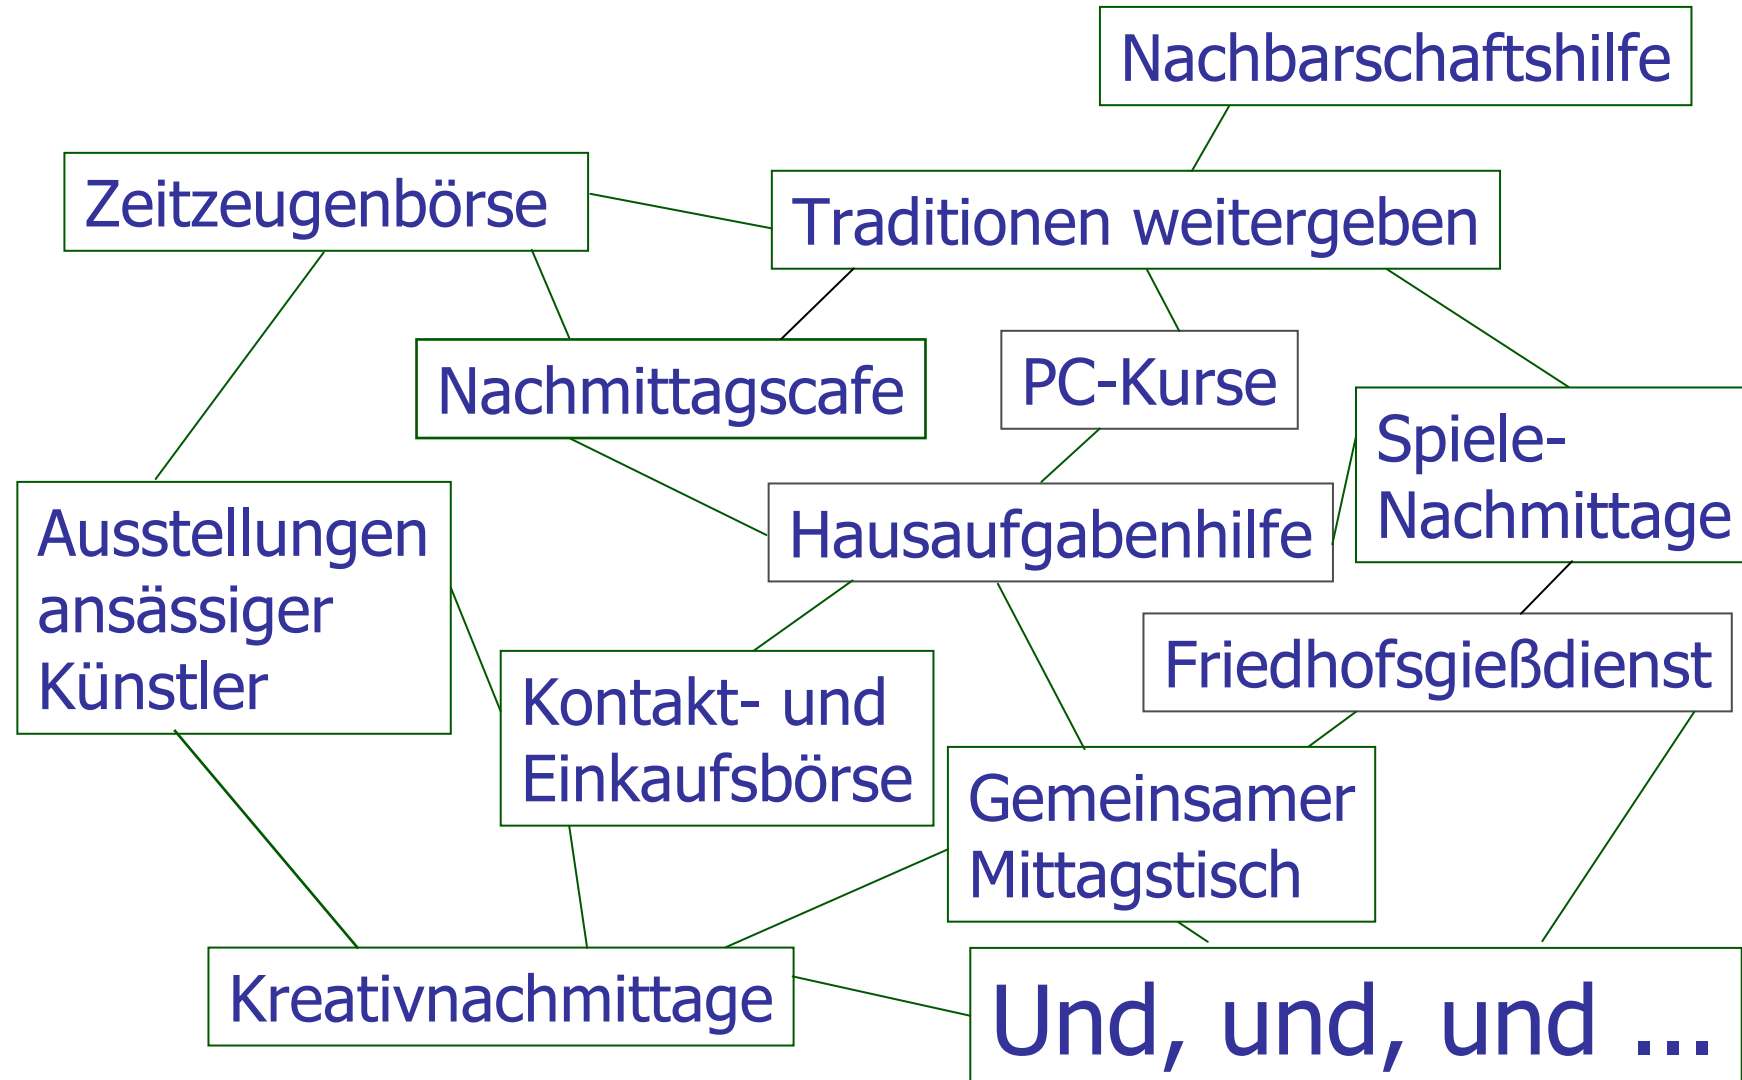 Nachbarschaftshilfe
Zeitzeugenbörse
Traditionen weitergeben
Nachmittagscafe
PC-Kurse
Spiele-
Nachmittage
Ausstellungen
ansässiger
Künstler
Hausaufgabenhilfe
Friedhofsgießdienst
Kontakt- und
Einkaufsbörse
Gemeinsamer
Mittagstisch
Kreativnachmittage
Und, und, und ...